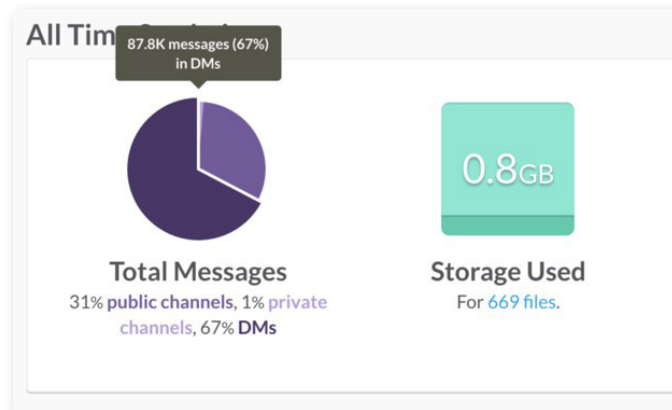 All Tim
87.8K messages (67%)
in DMs
0.8GB
Total Messages
31% public channels, 1% private
channels, 67% DMs
Storage Used
For 669 files.